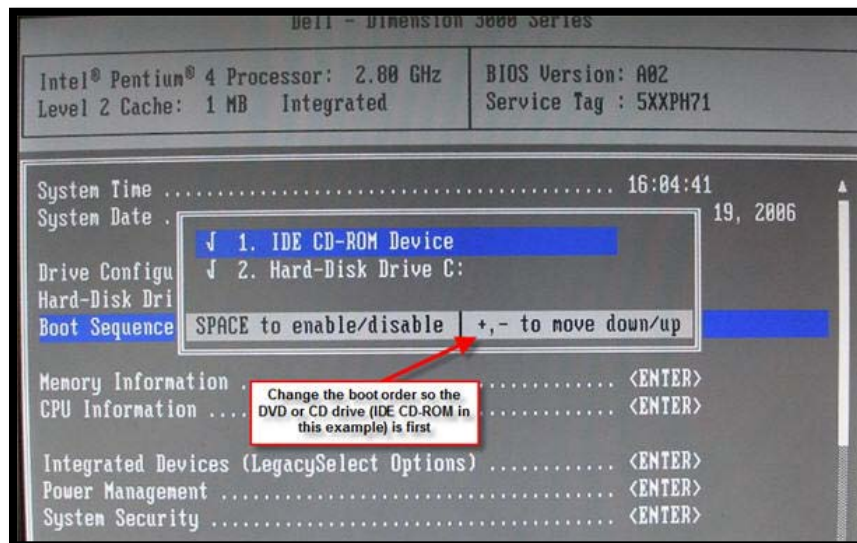 Dell - Dimension 3000 Series
Intel® Pentium® 4 Processor: 2.80 GHz
Level 2 Cache: 1 MB Integrated
BIOS Version: A02
Service Tag : 5XXPH71
System Time ........................................ 16:04:41
System Date . 19, 2006
√ 1. IDE CD-ROM Device
√ 2. Hard-Disk Drive C:
Drive Configu
Hard-Disk Dri
Boot Sequence
SPACE to enable/disable | +,- to move down/up
Memory Information . .............. <ENTER>
CPU Information .... .............. <ENTER>
Change the boot order so the
DVD or CD drive (IDE CD-ROM in
this example) is first
Integrated Devices (LegacySelect Options) ............ <ENTER>
Power Management ................................... <ENTER>
System Security .................................... <ENTER>